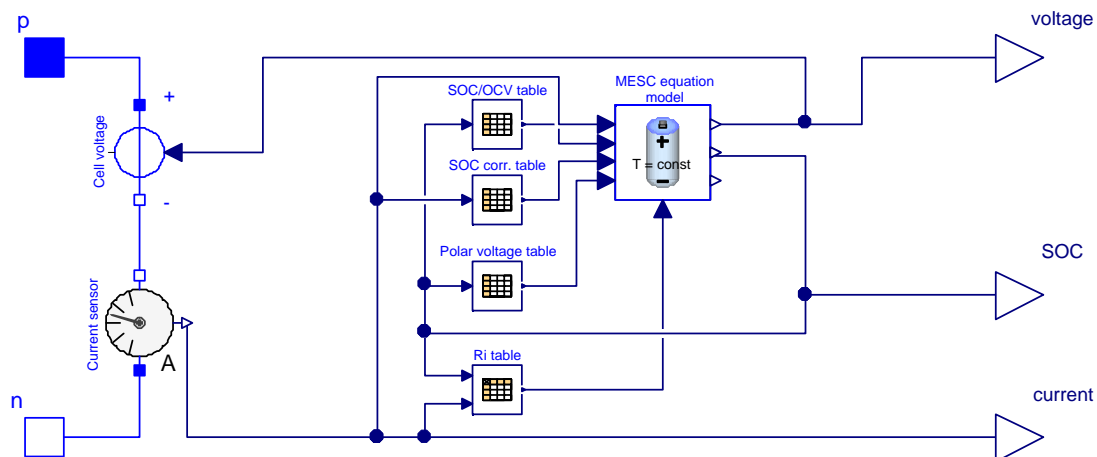 p
voltage
MESC equation
model
SOC/OCV table
+
Cell voltage
+
T = const
SOC corr. table
-
Polar voltage table
SOC
Current sensor
A
Ri table
n
current